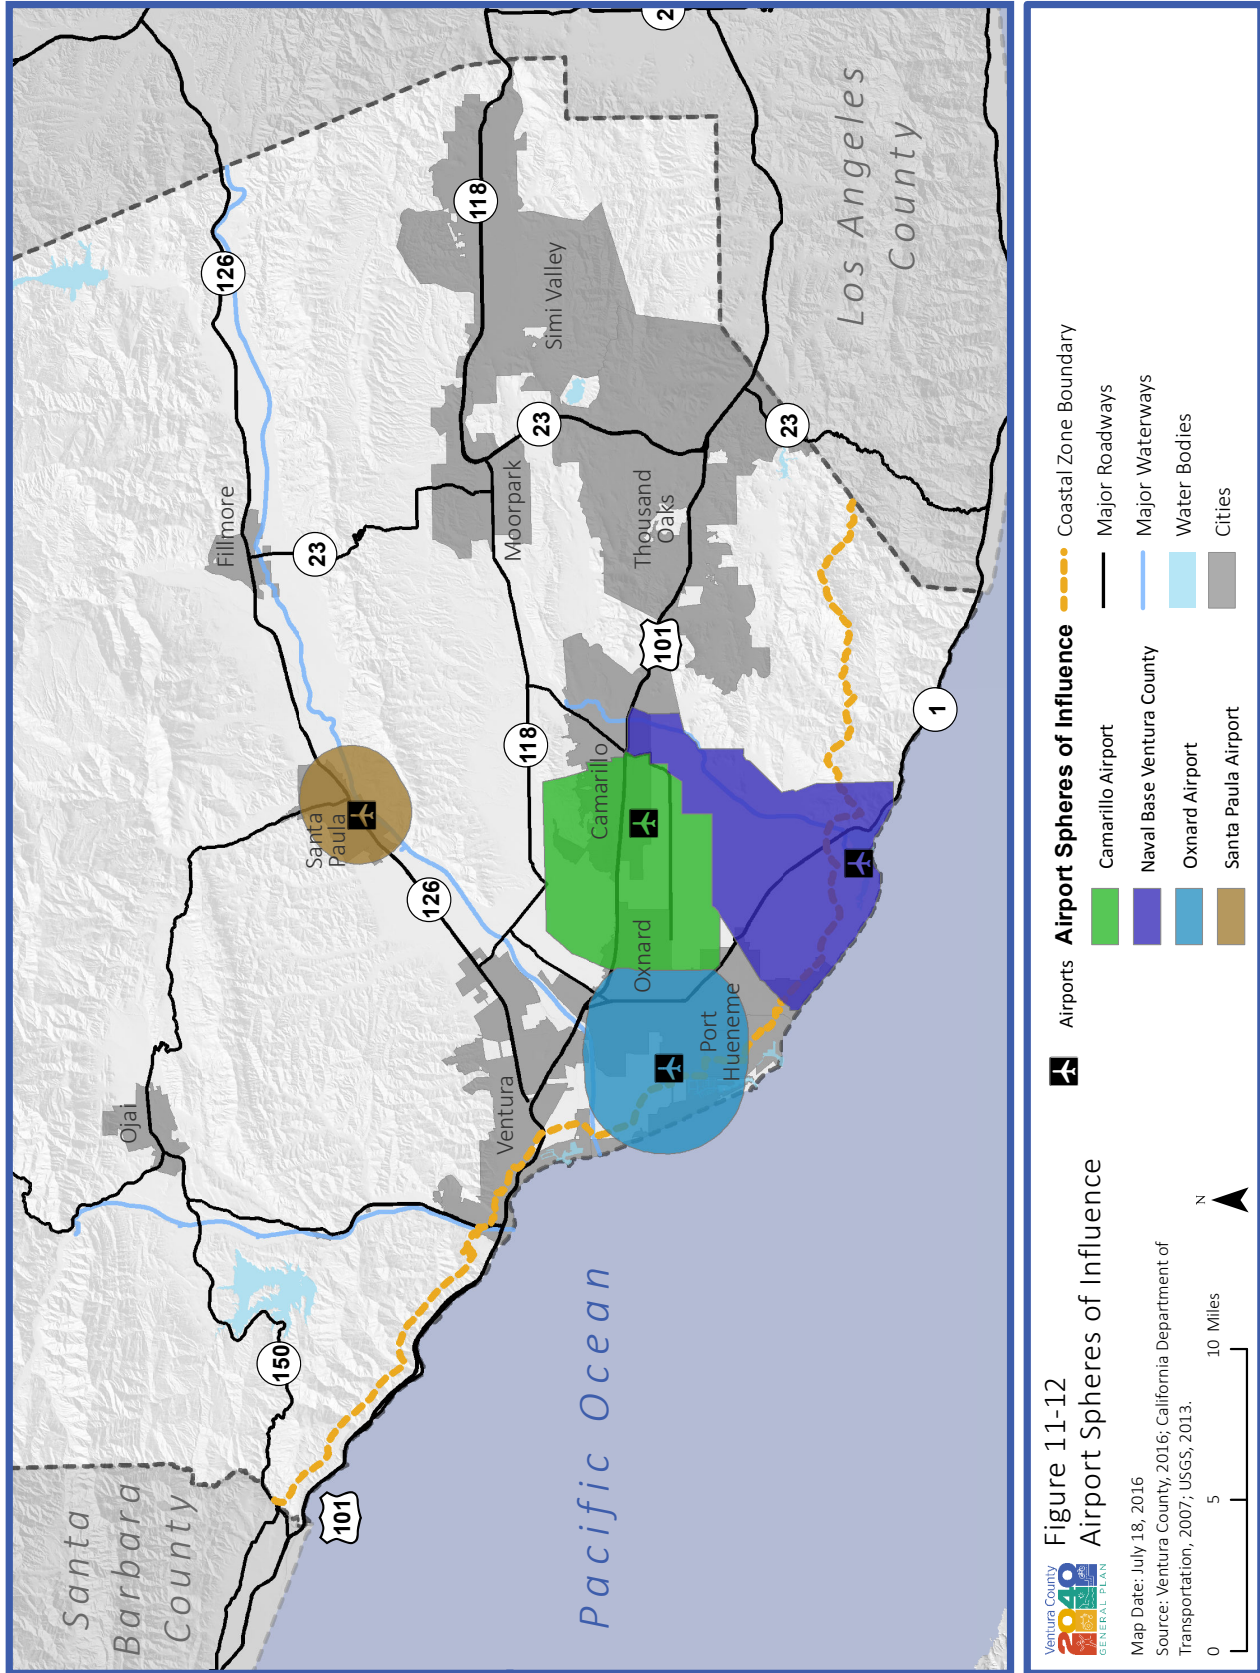 Santa
Barbara
County
Pacific Ocean
Los Angeles
County
Ojai
Ventura
Santa
Paula
Fillmore
Moorpark
Simi Valley
Thousand
Oaks
Camarillo
Oxnard
Port
Hueneme
101
150
126
118
23
126
118
23
23
101
1
2
Ventura County
2040
GENERAL PLAN
Figure 11-12
Airport Spheres of Influence
Map Date: July 18, 2016
Source: Ventura County, 2016; California Department of
Transportation, 2007; USGS, 2013.
0
5
10 Miles
N
Airports
Airport Spheres of Influence
Camarillo Airport
Naval Base Ventura County
Oxnard Airport
Santa Paula Airport
Coastal Zone Boundary
Major Roadways
Major Waterways
Water Bodies
Cities